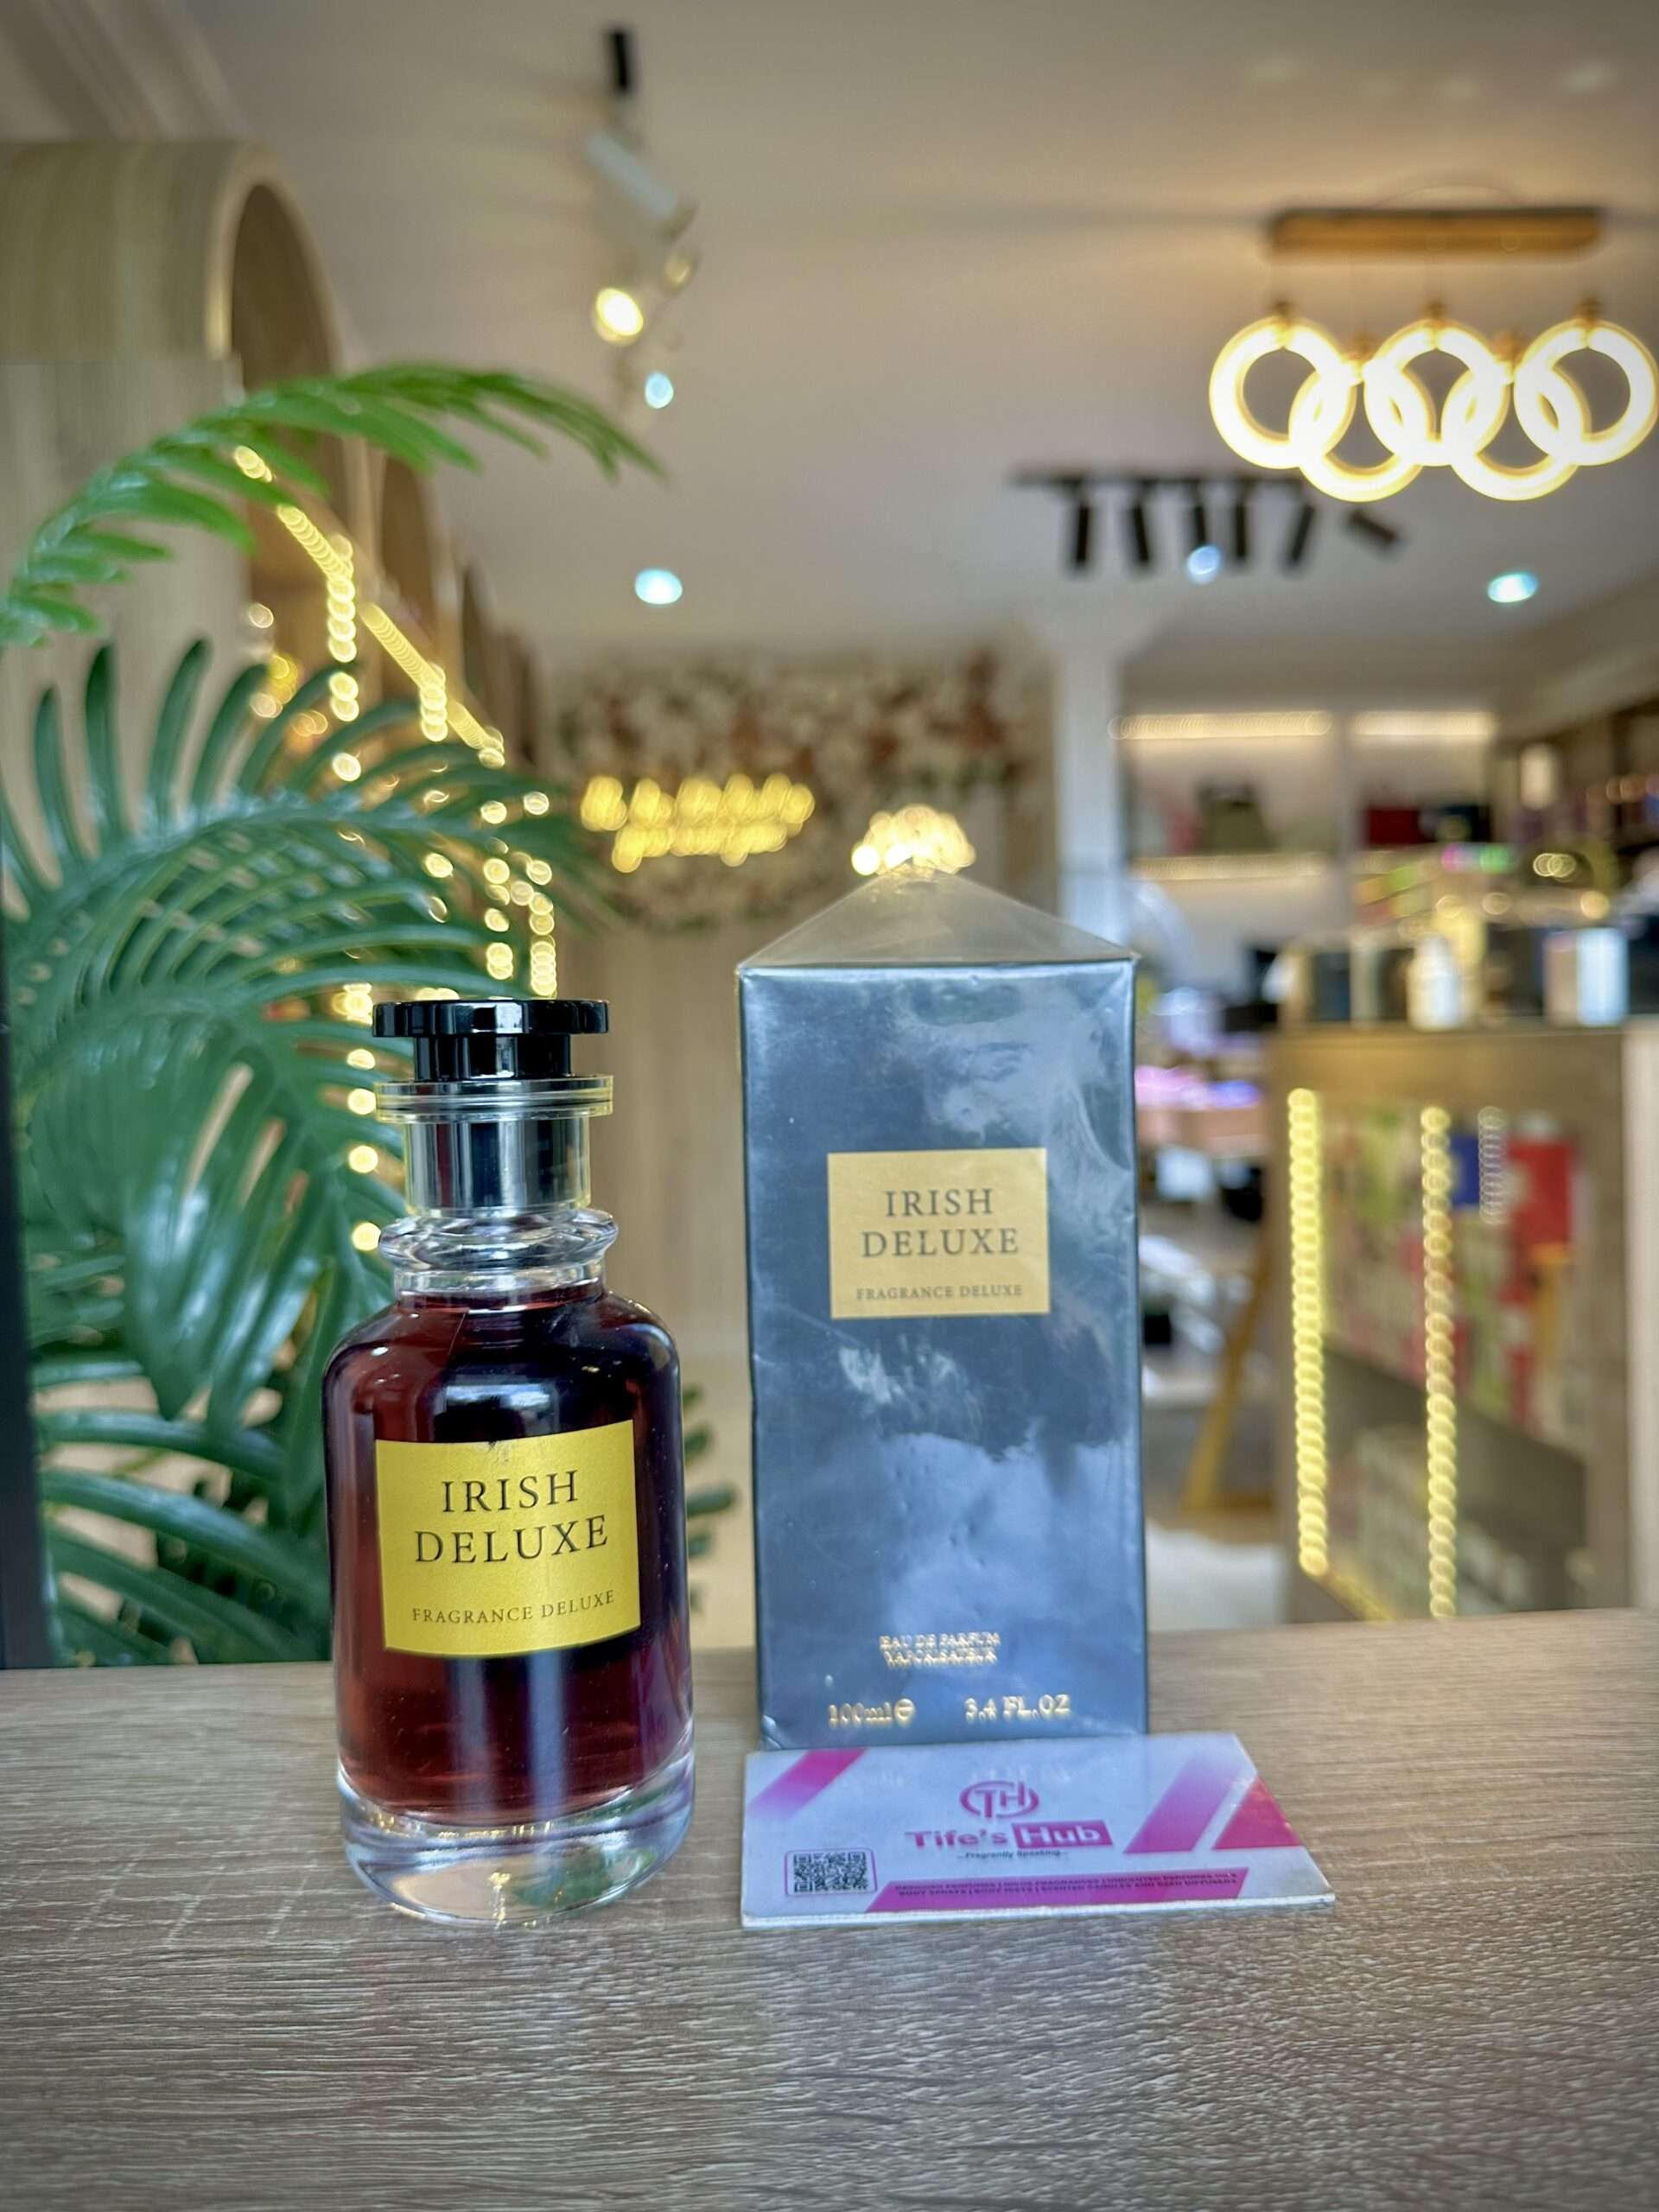 IRISH
DELUXE
FRAGRANCE DELUXE
IRISH
DELUXE
FRAGRANCE DELUXE
EAU DE PARFUM
VAPORISATEUR
100ml e 3.4 FL.OZ
TH
Tife's Hub
...Fragrantly Speaking...